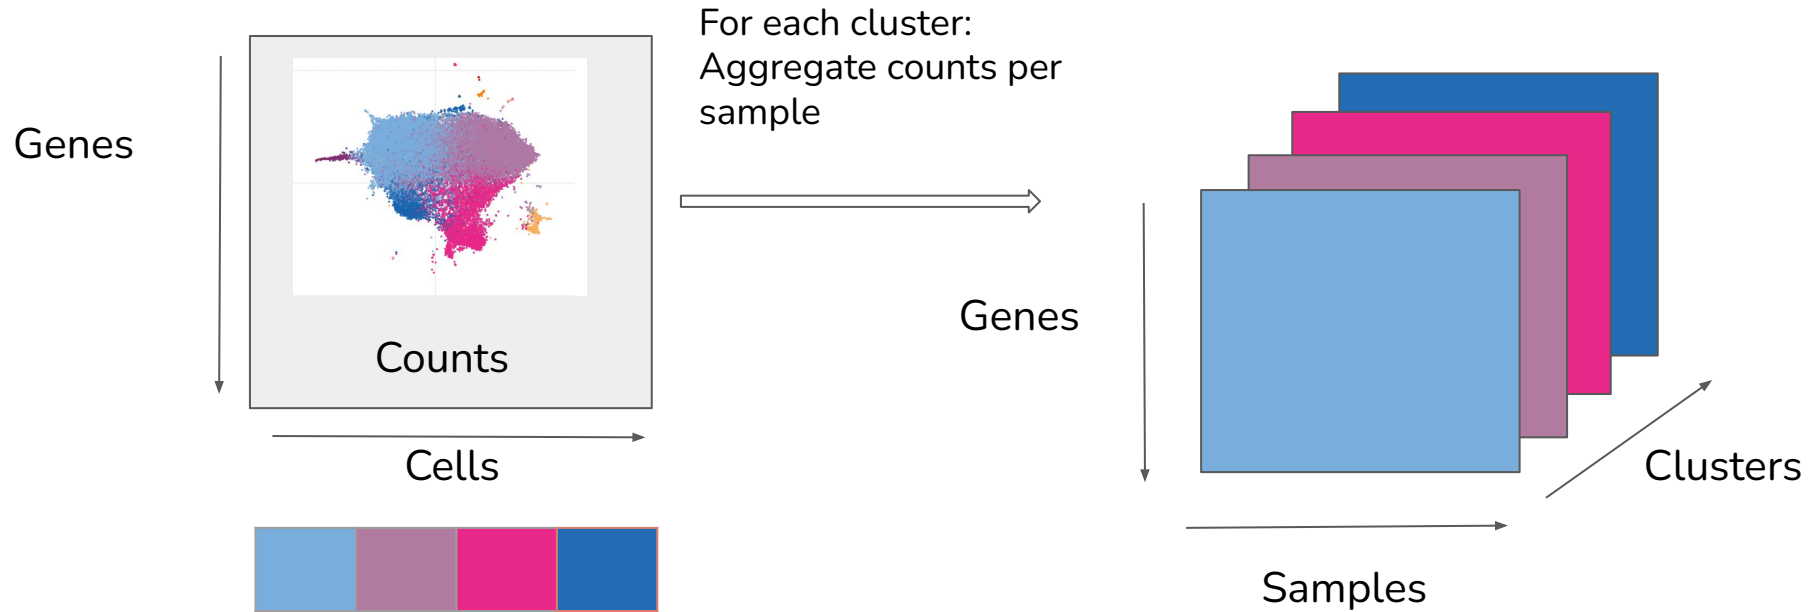 For each cluster:
Aggregate counts per
sample
Genes
Counts
Cells
Genes
Clusters
Samples